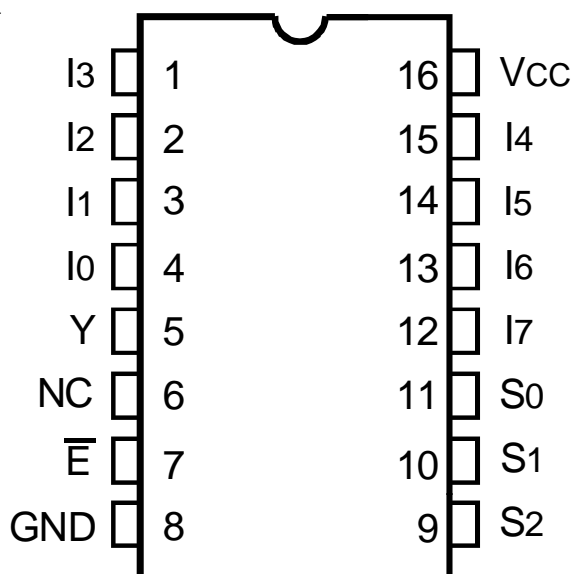 I3 1 16 VCC
I2 2 15 I4
I1 3 14 I5
I0 4 13 I6
Y 5 12 I7
NC 6 11 S0
E̅ 7 10 S1
GND 8 9 S2